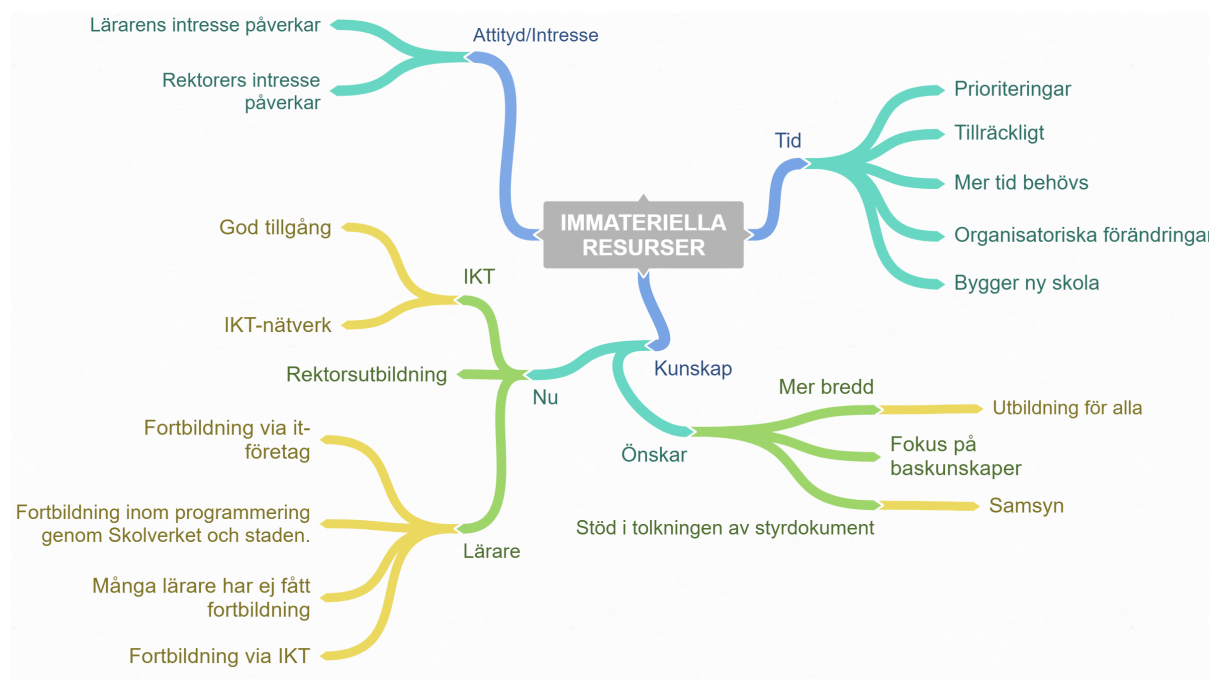 Lärarens intresse påverkar
Attityd/Intresse
Rektorers intresse
påverkar
Prioriteringar
Tid
Tillräckligt
Mer tid behövs
Organisatoriska förändringar
Bygger ny skola
IMMATERIELLA
RESURSER
God tillgång
IKT
IKT-nätverk
Rektorsutbildning
Nu
Kunskap
Mer bredd
Utbildning för alla
Önskar
Fokus på
baskunskaper
Samsyn
Stöd i tolkningen av styrdokument
Fortbildning via it-
företag
Fortbildning inom programmering
genom Skolverket och staden.
Lärare
Många lärare har ej fått
fortbildning
Fortbildning via IKT